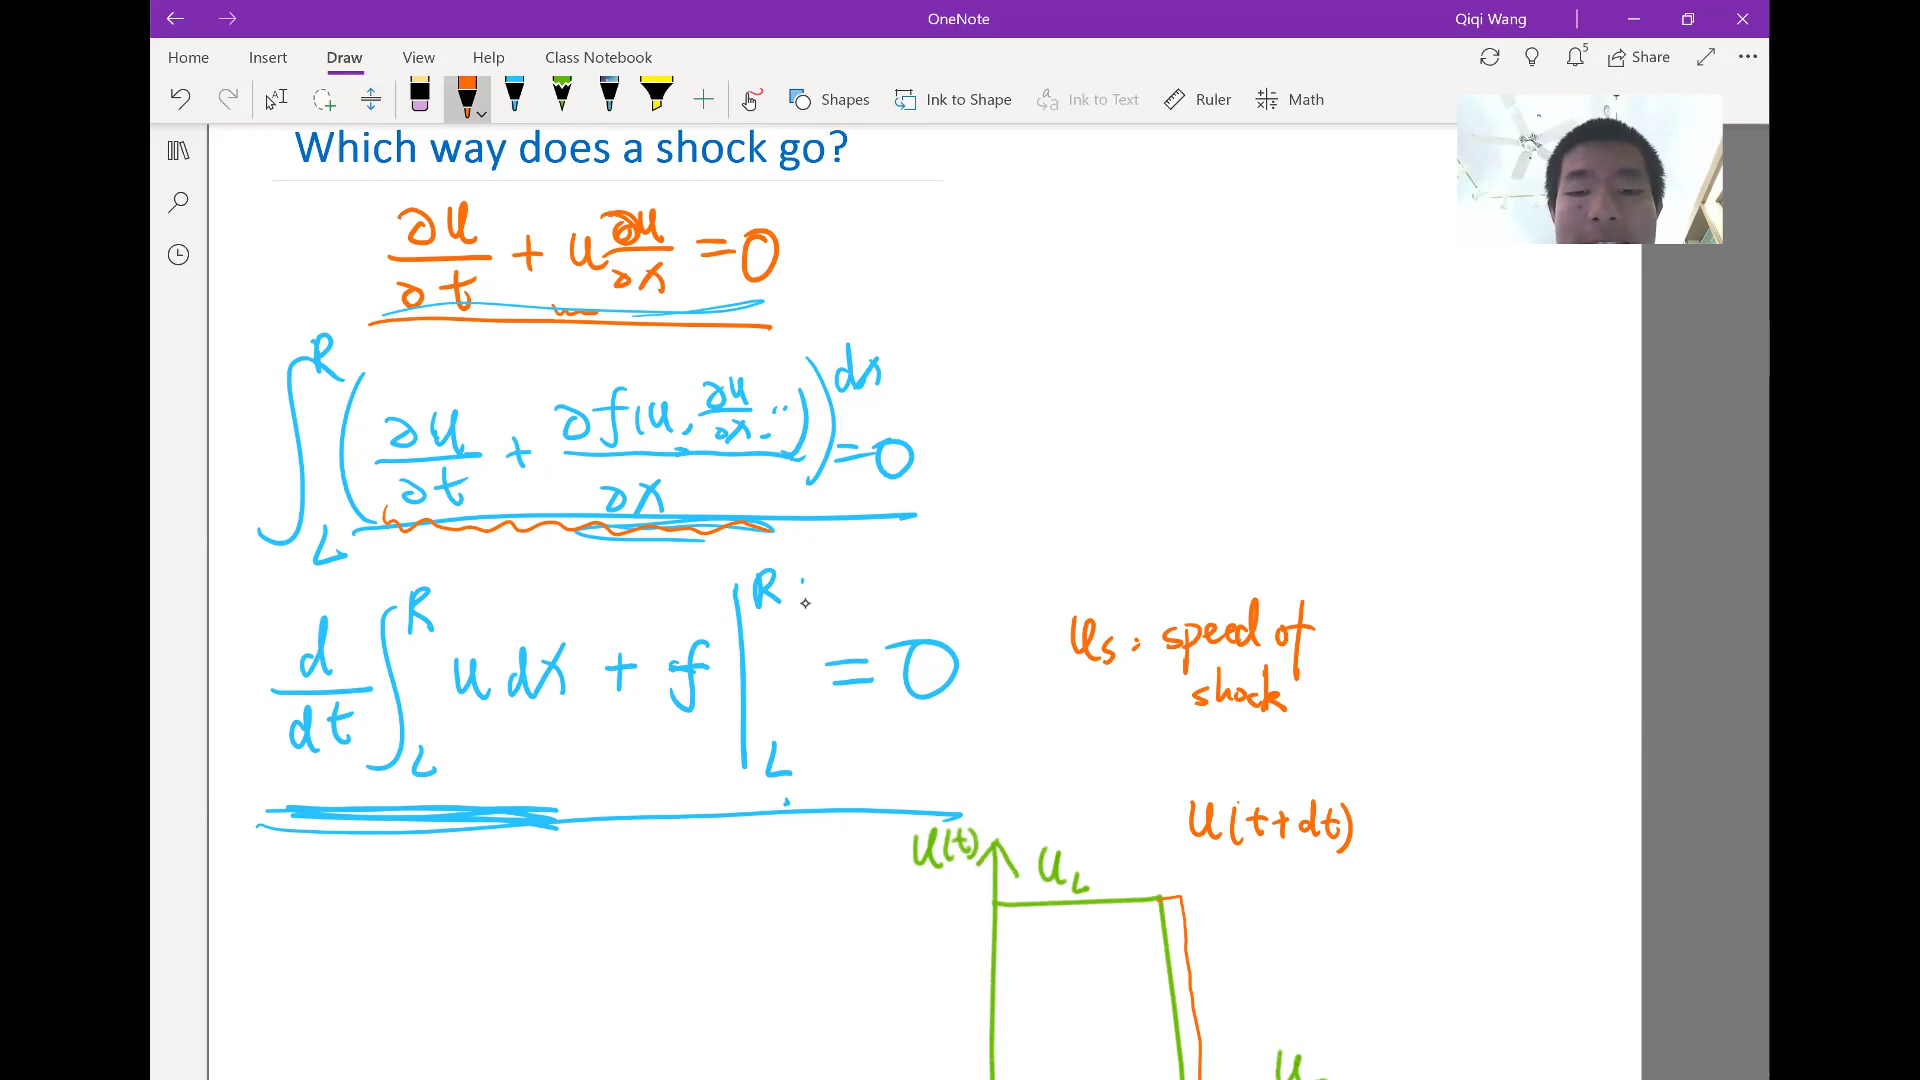 OneNote
Qiqi Wang
Home Insert Draw View Help Class Notebook
5
Share
Ink to Shape
Ink to Text
Shapes
Ruler
Math
Which way does a shock go?
∂u/∂t + u ∂u/∂x = 0
∫_L^R (∂u/∂t + ∂f(u, ∂u/∂x, ...)/∂x) dx = 0
d/dt ∫_L^R u dx + f |_L^R = 0
u_s : speed of
shock
u(t+dt)
u(t)
u_L